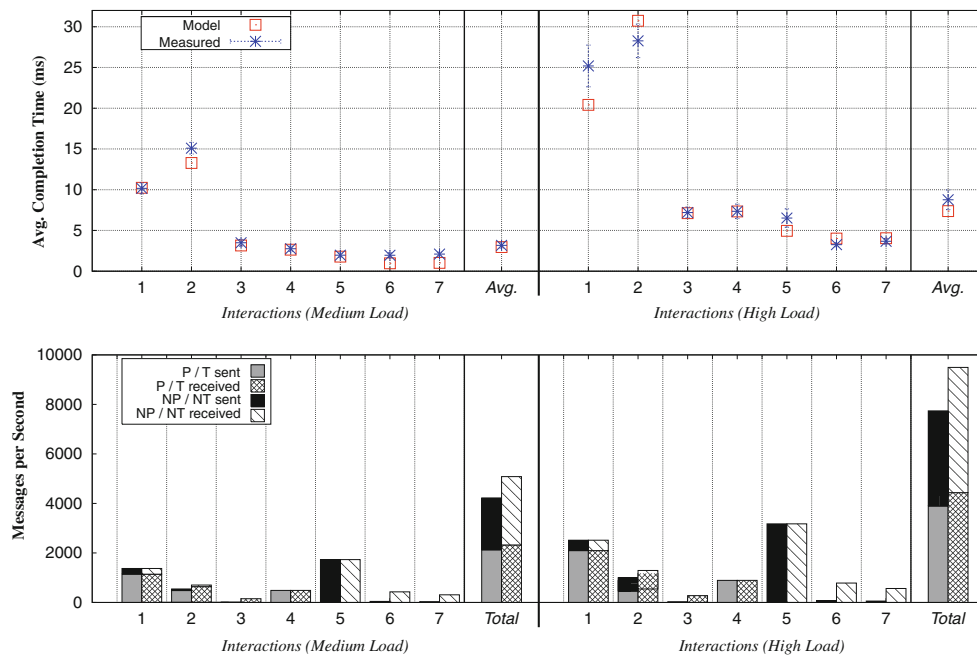 Avg. Completion Time (ms)
30
25
20
15
10
5
0
Model
Measured
1 2 3 4 5 6 7 Avg. 1 2 3 4 5 6 7 Avg.
Interactions (Medium Load) Interactions (High Load)
Messages per Second
10000
8000
6000
4000
2000
0
P / T sent
P / T received
NP / NT sent
NP / NT received
1 2 3 4 5 6 7 Total 1 2 3 4 5 6 7 Total
Interactions (Medium Load) Interactions (High Load)